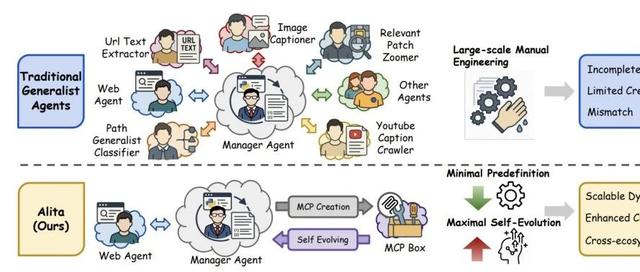 Traditional
Generalist
Agents
Url Text
Extractor
URL
TEXT
Image
Captioner
Relevant
Patch
Zoomer
Web
Agent
Other
Agents
Path
Generalist
Classifier
Manager Agent
Youtube
Caption
Crawler
Large-scale Manual
Engineering
Incomplete
Limited Cre
Mismatch
Alita
(Ours)
Web Agent
Manager Agent
MCP Creation
Self Evolving
MCP Box
Minimal Predefinition
Maximal Self-Evolution
Scalable Dy
Enhanced C
Cross-ecosy